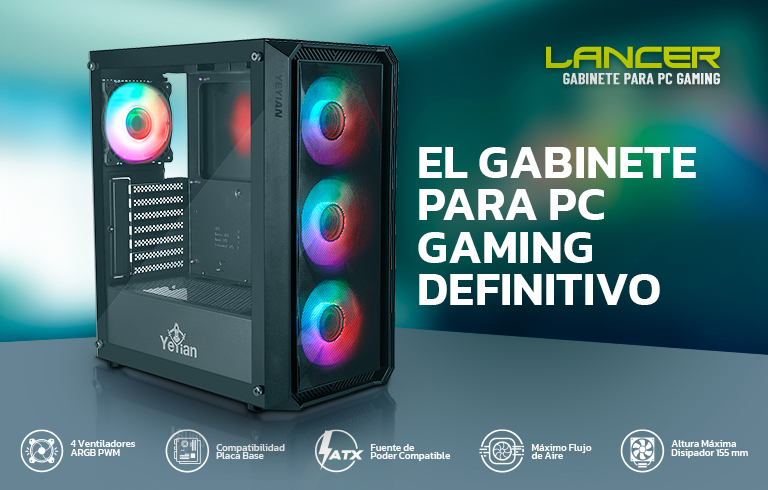 LANCER
GABINETE PARA PC GAMING
YEYIAN
EL GABINETE
PARA PC
GAMING
DEFINITIVO
YeYian
4 Ventiladores
ARGB PWM
Compatibilidad
Placa Base
ATX
Fuente de
Poder Compatible
Máximo Flujo
de Aire
Altura Máxima
Disipador 155 mm